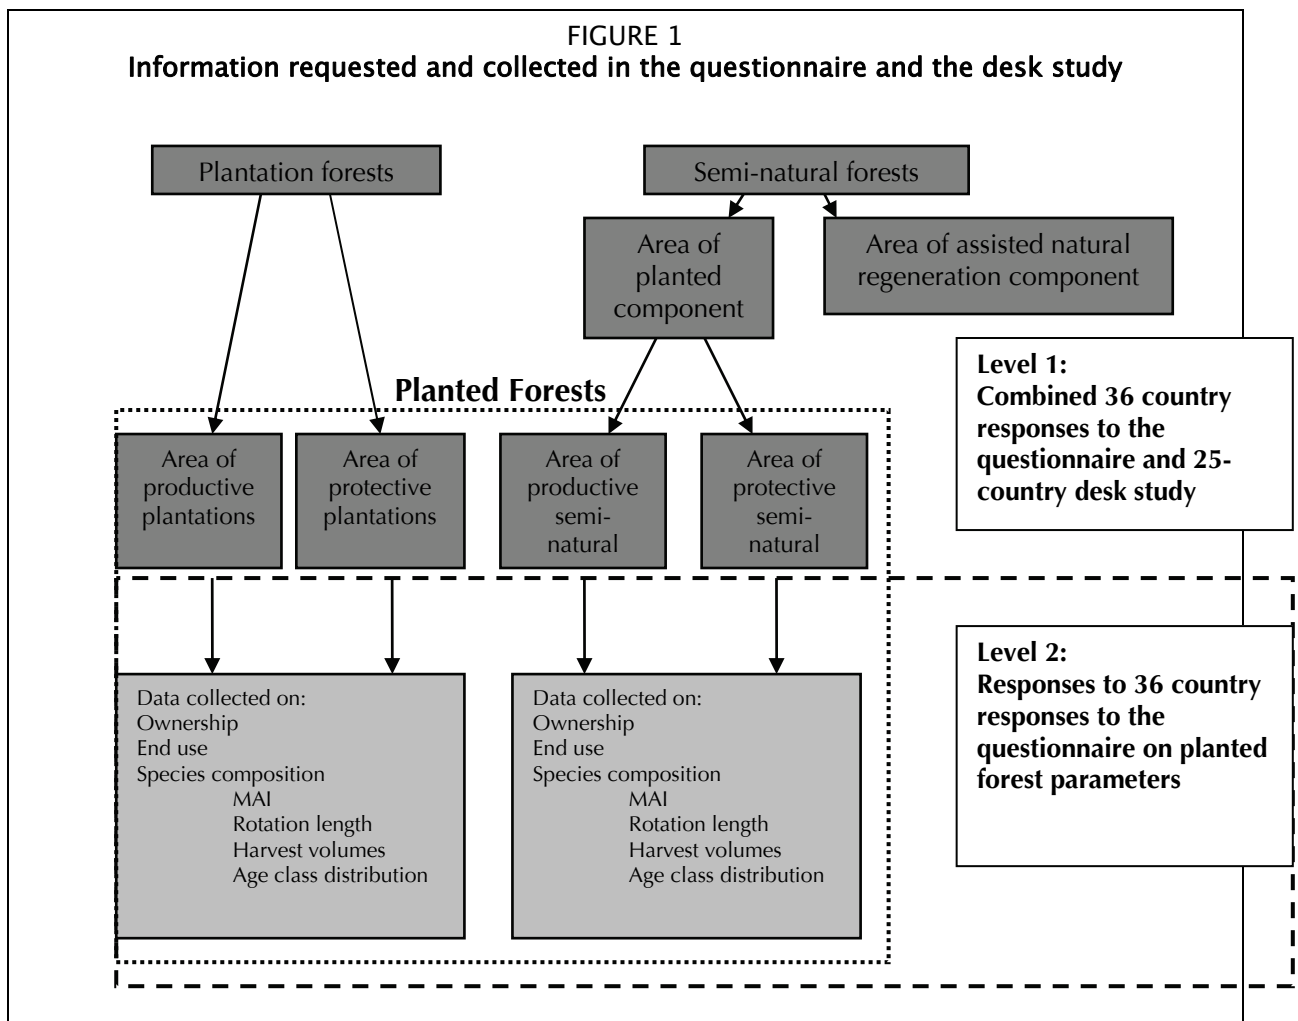 FIGURE 1
Information requested and collected in the questionnaire and the desk study
Plantation forests
Semi-natural forests
Area of
planted
component
Area of assisted natural
regeneration component
Level 1:
Combined 36 country
responses to the
questionnaire and 25-
country desk study
Planted Forests
Area of
productive
plantations
Area of
protective
plantations
Area of
productive
semi-
natural
Area of
protective
semi-
natural
Level 2:
Responses to 36 country
responses to the
questionnaire on planted
forest parameters
Data collected on:
Ownership
End use
Species composition
MAI
Rotation length
Harvest volumes
Age class distribution
Data collected on:
Ownership
End use
Species composition
MAI
Rotation length
Harvest volumes
Age class distribution